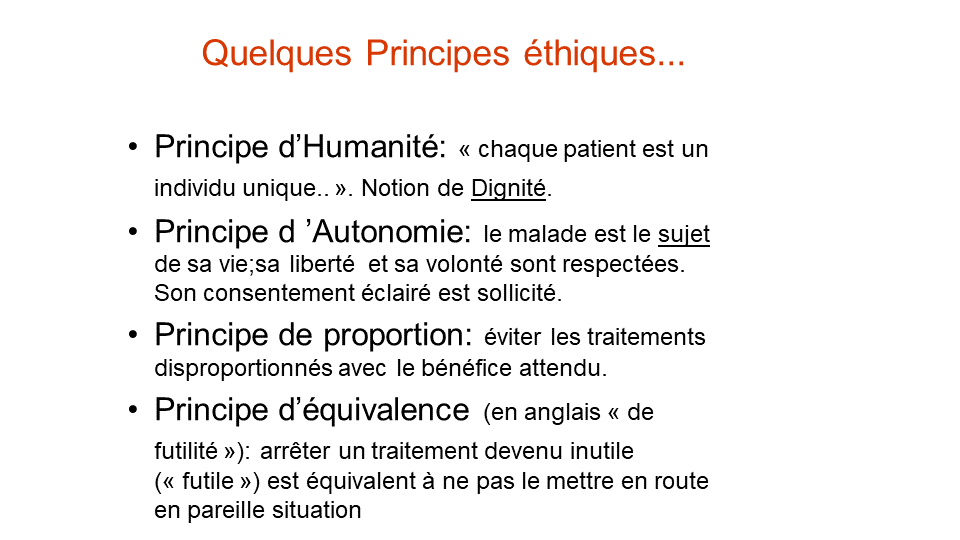 Quelques Principes éthiques...
• Principe d’Humanité: « chaque patient est un
individu unique.. ». Notion de Dignité.
• Principe d ’Autonomie: le malade est le sujet
de sa vie;sa liberté et sa volonté sont respectées.
Son consentement éclairé est sollicité.
• Principe de proportion: éviter les traitements
disproportionnés avec le bénéfice attendu.
• Principe d’équivalence (en anglais « de
futilité »): arrêter un traitement devenu inutile
(« futile ») est équivalent à ne pas le mettre en route
en pareille situation